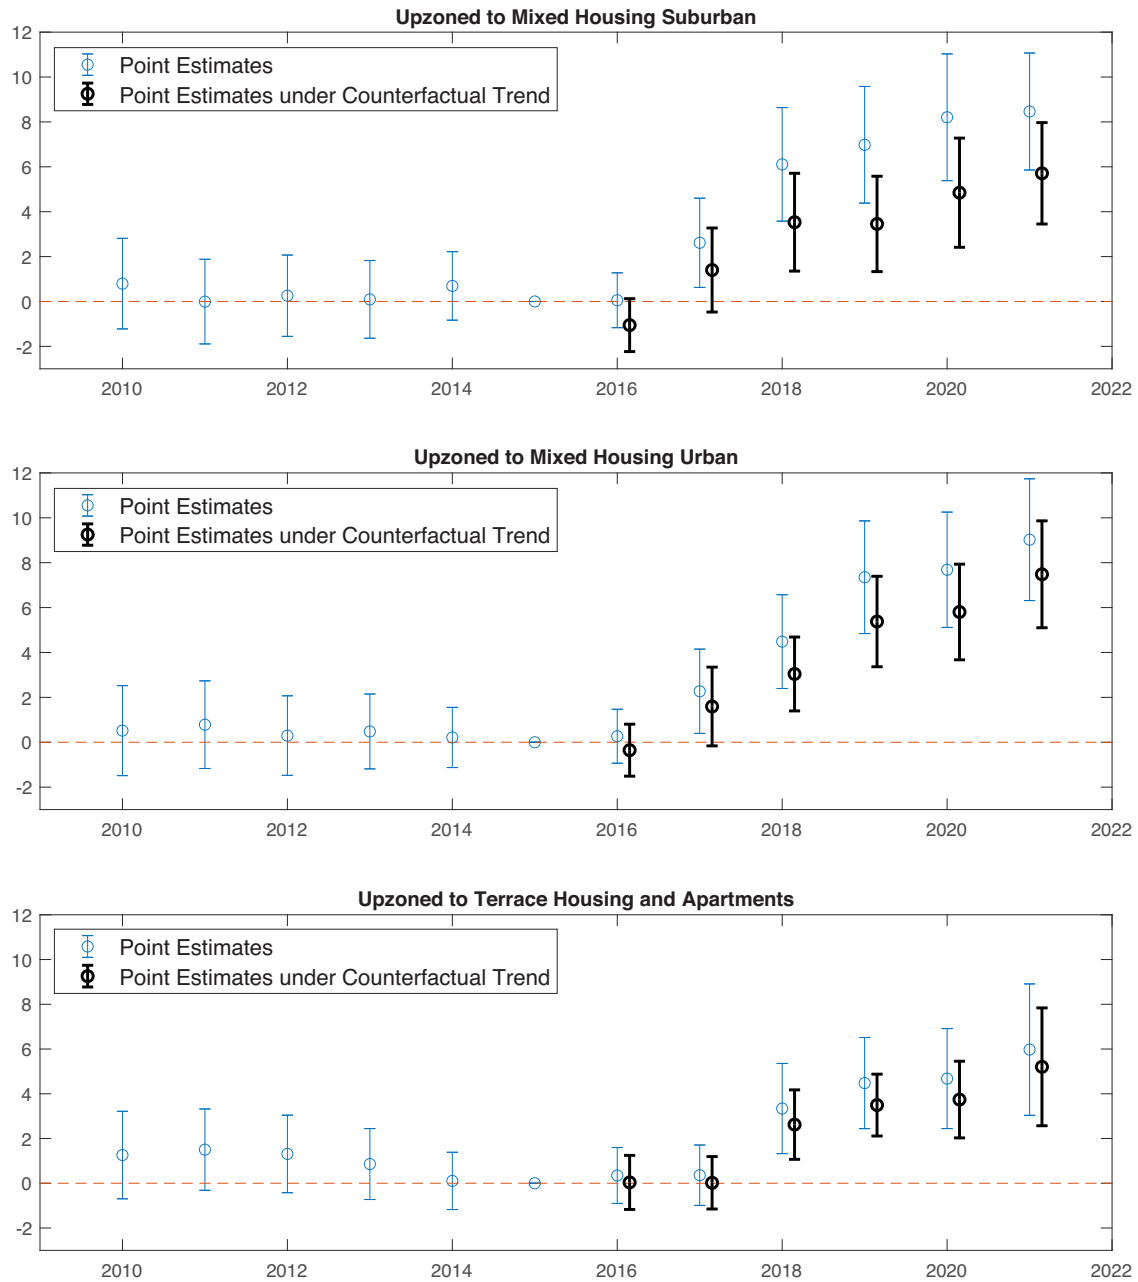 Upzoned to Mixed Housing Suburban
12
10
8
6
4
2
0
-2
Point Estimates
Point Estimates under Counterfactual Trend
2010 2012 2014 2016 2018 2020 2022
Upzoned to Mixed Housing Urban
12
10
8
6
4
2
0
-2
Point Estimates
Point Estimates under Counterfactual Trend
2010 2012 2014 2016 2018 2020 2022
Upzoned to Terrace Housing and Apartments
12
10
8
6
4
2
0
-2
Point Estimates
Point Estimates under Counterfactual Trend
2010 2012 2014 2016 2018 2020 2022